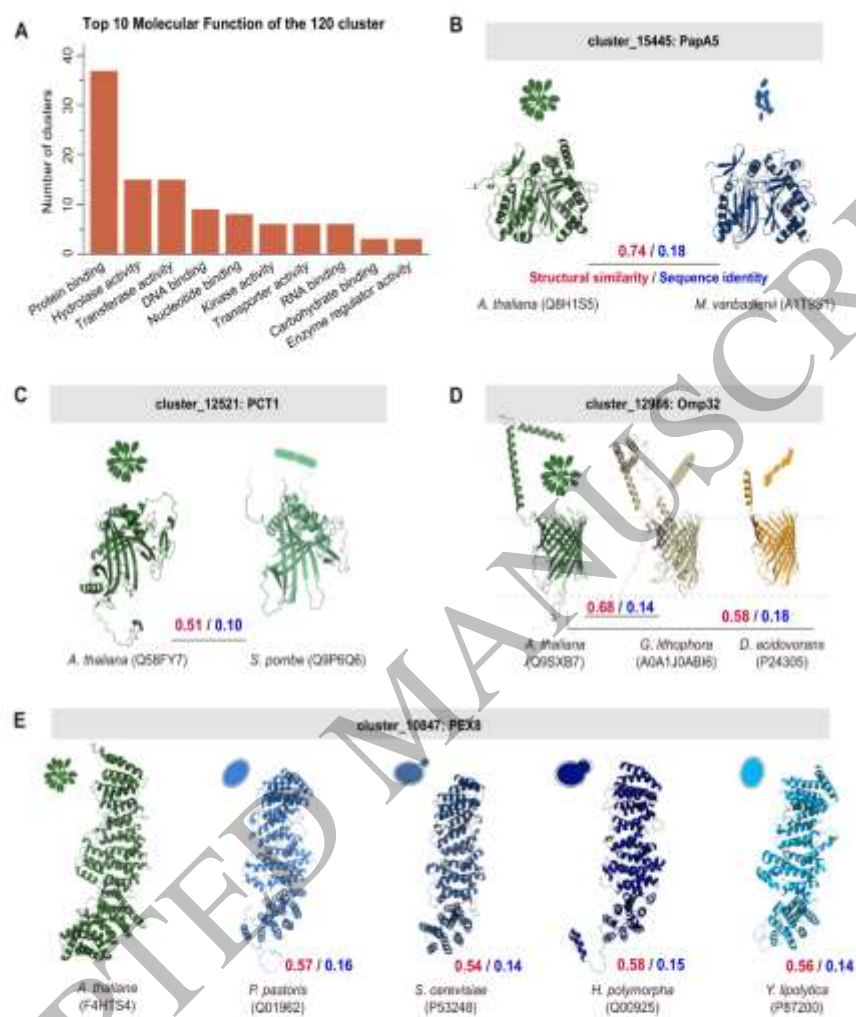 A
Top 10 Molecular Function of the 120 cluster
Number of clusters
40
30
20
10
0
Protein binding
Hydrolase activity
Transferase activity
DNA binding
Nucleotide binding
Kinase activity
Transporter activity
RNA binding
Carbohydrate binding
Enzyme regulator activity
B
cluster_15445: PapA5
0.74 / 0.18
Structural similarity / Sequence identity
A. thaliana (Q8H1S5)
M. vanbaalenii (A1T9S1)
C
cluster_12521: PCT1
0.51 / 0.10
A. thaliana (Q58FY7)
S. pombe (Q9P6Q6)
D
cluster_12986: Omp32
0.68 / 0.14
0.58 / 0.18
A. thaliana
(Q9SXB7)
G. lithophora
(A0A1J0ABI6)
D. acidovorans
(P24305)
E
cluster_10847: PEX8
A. thaliana
(F4HTS4)
0.57 / 0.16
P. pastoris
(Q01962)
0.54 / 0.14
S. cerevisiae
(P53248)
0.58 / 0.15
H. polymorpha
(Q00925)
0.56 / 0.14
Y. lipolytica
(P87200)